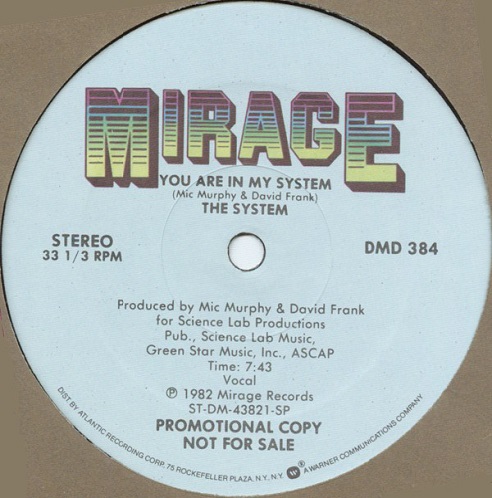 MIRAGE
YOU ARE IN MY SYSTEM
(Mic Murphy & David Frank)
THE SYSTEM
STEREO
33 1/3 RPM
DMD 384
Produced by Mic Murphy & David Frank
for Science Lab Productions
Pub., Science Lab Music,
Green Star Music, Inc., ASCAP
Time: 7:43
Vocal
℗ 1982 Mirage Records
ST-DM-43821-SP
PROMOTIONAL COPY
NOT FOR SALE
DIST BY ATLANTIC RECORDING CORP. 75 ROCKEFELLER PLAZA, N.Y. N.Y. W ® A WARNER COMMUNICATIONS COMPANY